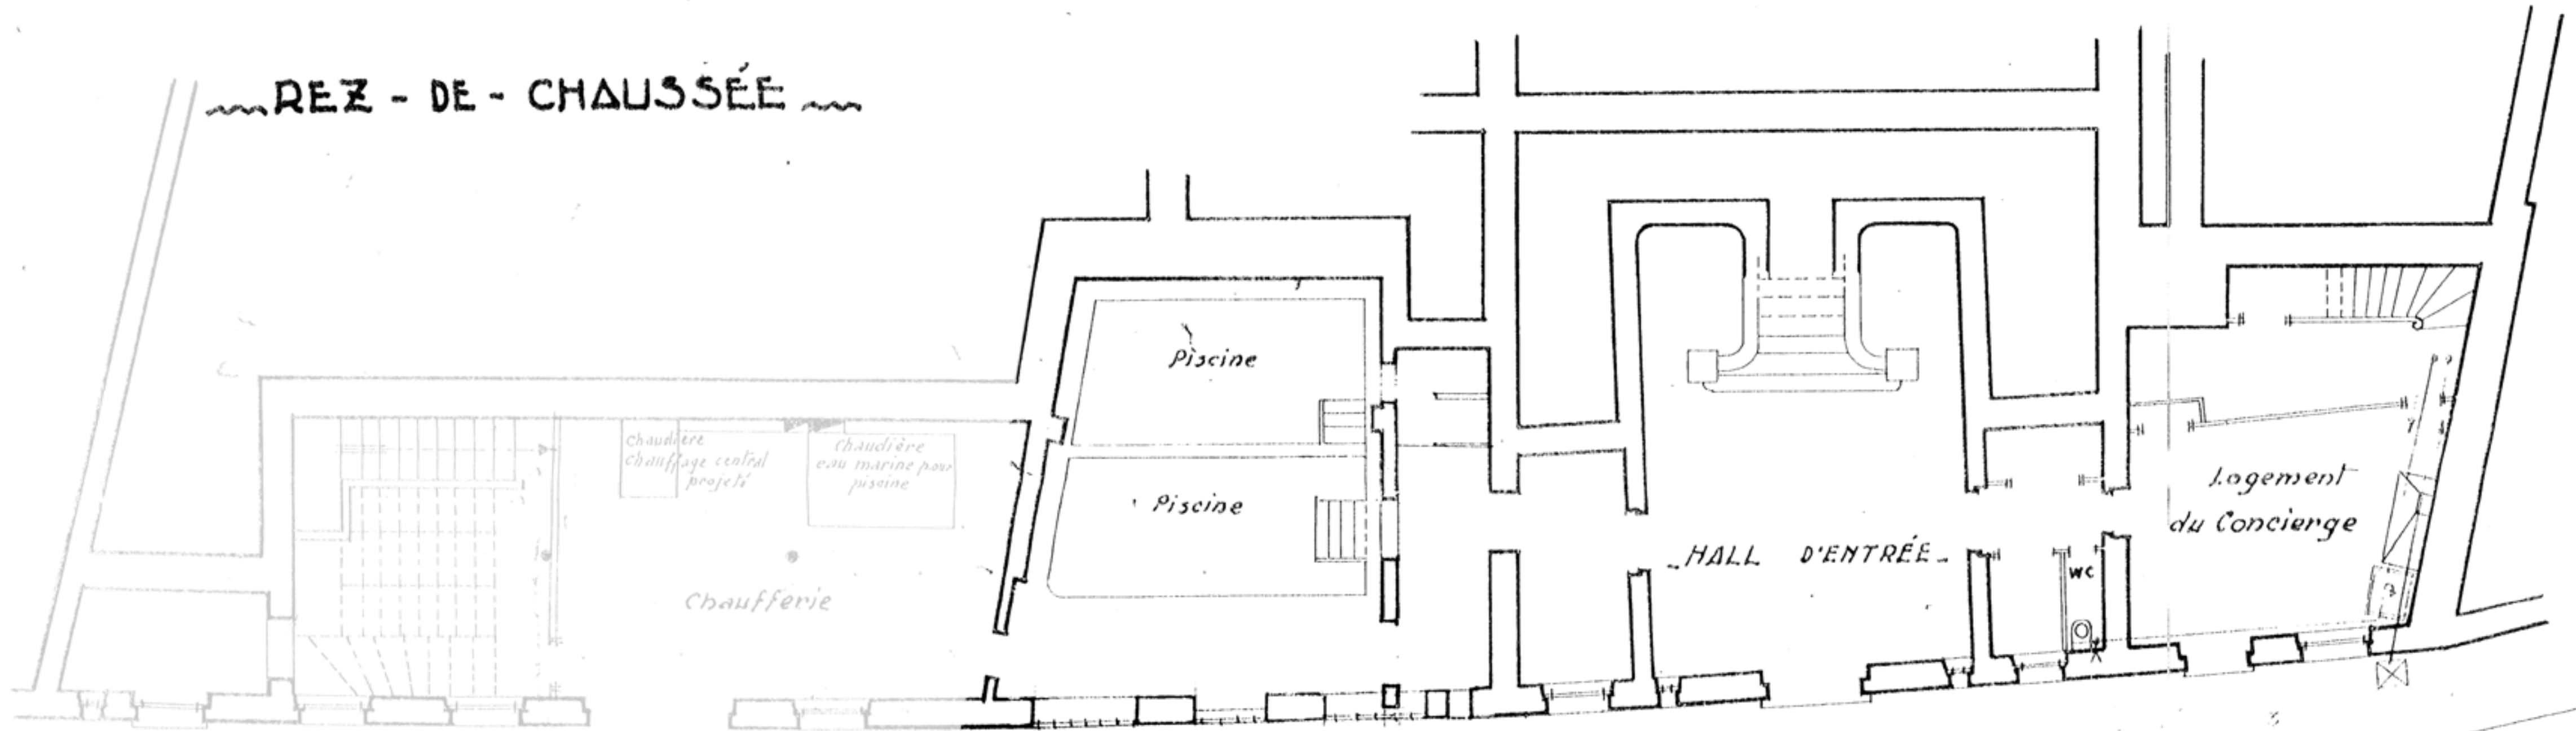 REZ - DE - CHAUSSÉE
Piscine
Piscine
chaudière
chauffage central
projeté
chaudière
eau marine pour
piscine
Chaufferie
HALL D'ENTRÉE
WC
Logement
du Concierge